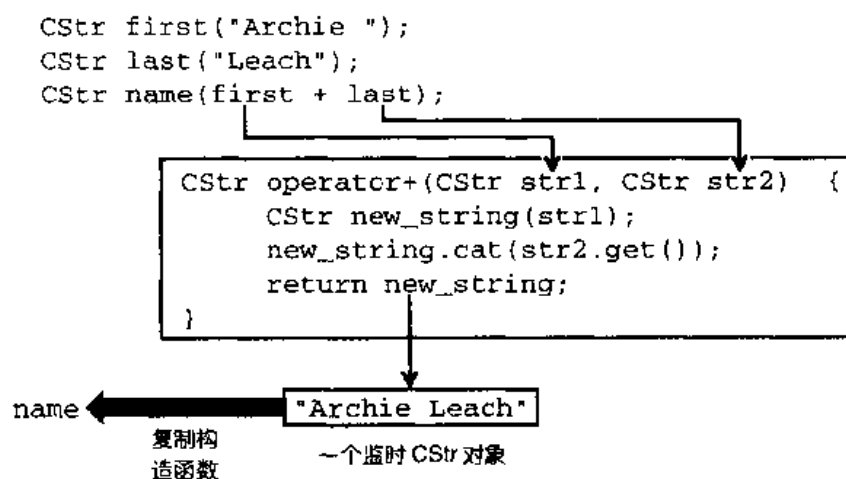 CStr first("Archie ");
CStr last("Leach");
CStr name(first + last);
CStr operator+(CStr str1, CStr str2) {
CStr new_string(str1);
new_string.cat(str2.get());
return new_string;
}
name
"Archie Leach"
复制构
造函数
一个监时 CStr 对象